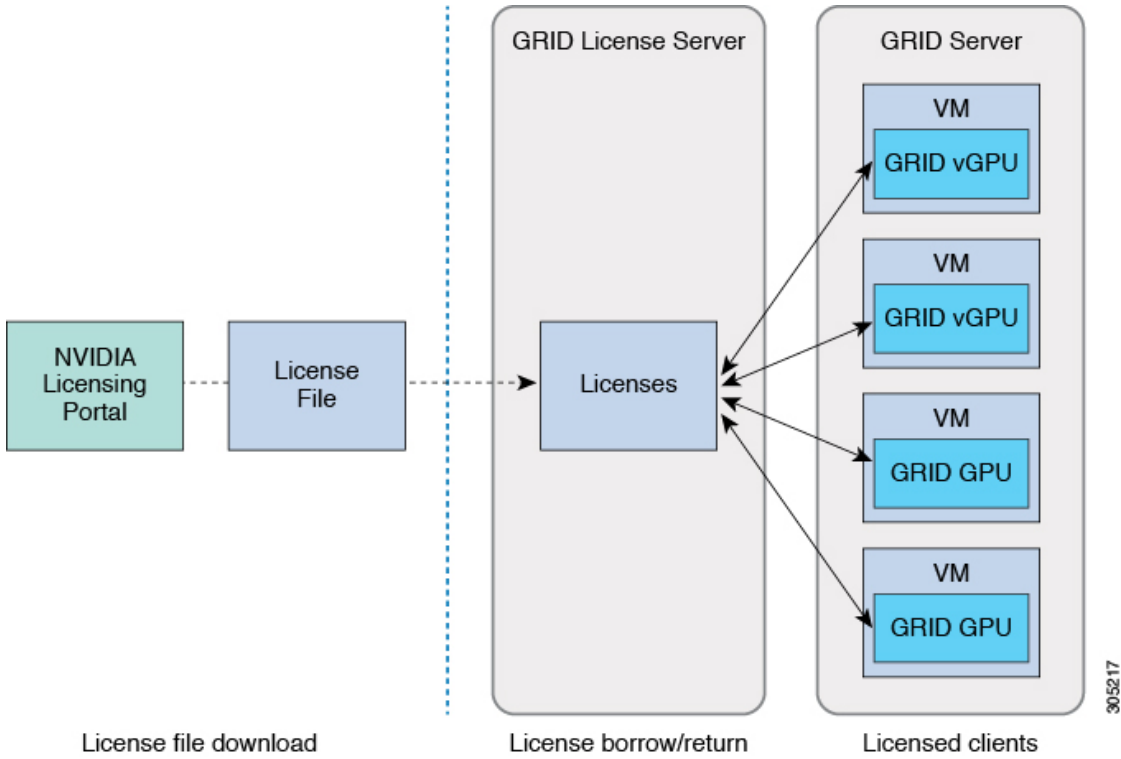 GRID License Server
GRID Server
VM
GRID vGPU
VM
GRID vGPU
NVIDIA
Licensing
Portal
License
File
Licenses
VM
GRID GPU
VM
GRID GPU
305217
License file download
License borrow/return
Licensed clients